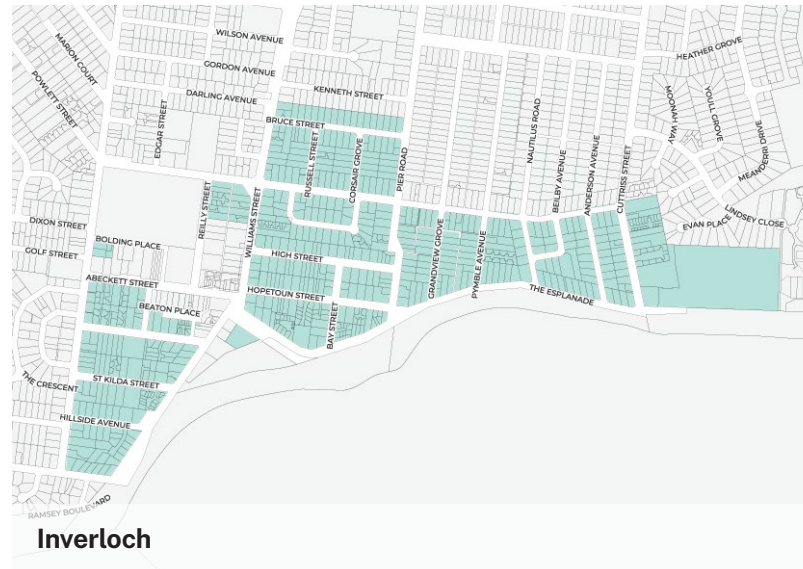 WILSON AVENUE
MARION COURT
GORDON AVENUE
HEATHER GROVE
POWLETT STREET
DARLING AVENUE
KENNETH STREET
EDGAR STREET
BRUCE STREET
RUSSELL STREET
CORSAIR GROVE
PIER ROAD
NAUTILUS ROAD
BELBY AVENUE
ANDERSON AVENUE
CUTTRISS STREET
MOONAH WAY
YOULL GROVE
MEANDERRI DRIVE
LINDSEY CLOSE
EVAN PLACE
DIXON STREET
REILLY STREET
WILLIAMS STREET
BOLDING PLACE
GOLF STREET
HIGH STREET
GRANDVIEW GROVE
PYMBLE AVENUE
ABECKETT STREET
HOPETOUN STREET
THE ESPLANADE
BEATON PLACE
BAY STREET
THE CRESCENT
ST KILDA STREET
HILLSIDE AVENUE
RAMSEY BOULEVARD
Inverloch